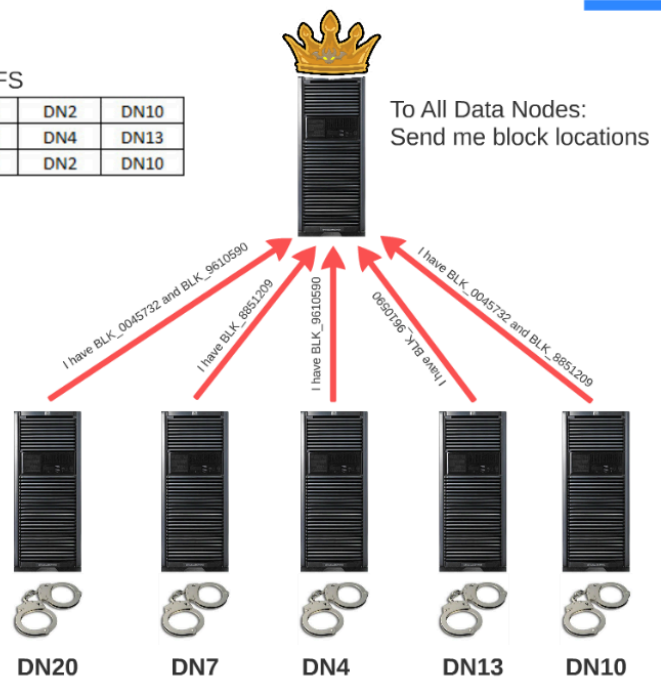 FS
DN2 DN10
DN4 DN13
DN2 DN10
To All Data Nodes:
Send me block locations
I have BLK_0045732 and BLK_9610590
I have BLK_8851209
I have BLK_9610590
I have BLK_9610590
I have BLK_0045732 and BLK_8851209
DN20 DN7 DN4 DN13 DN10